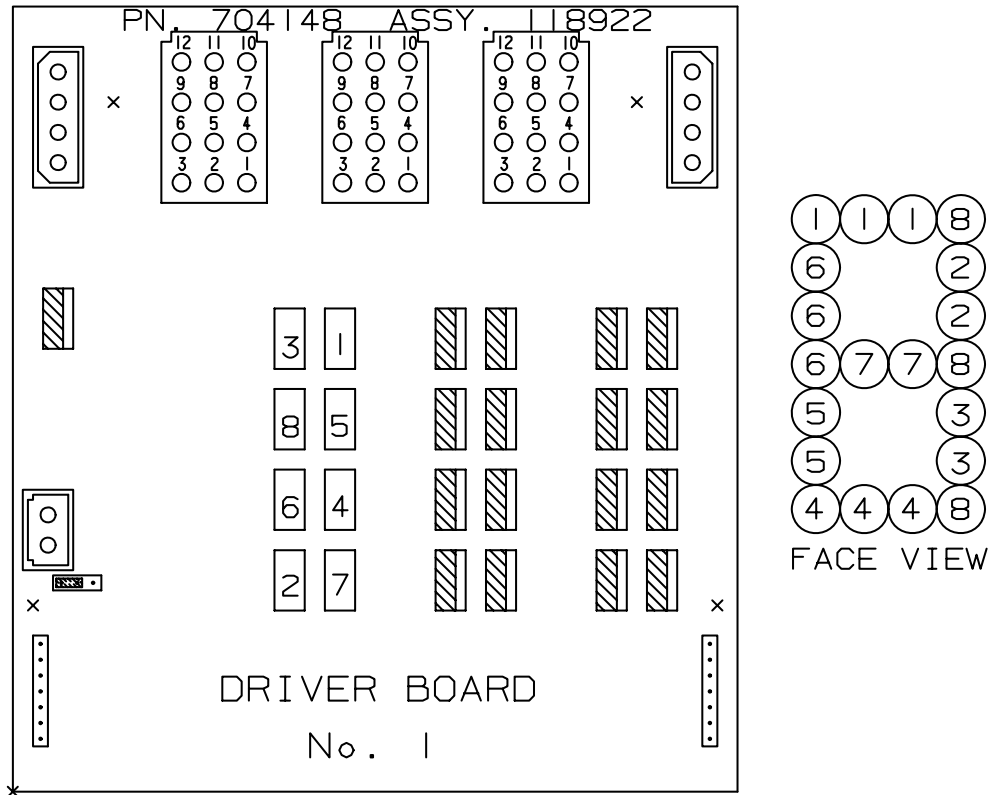 PN. 704148 ASSY. 118922
12 11 10 12 11 10 12 11 10
9 8 7 9 8 7 9 8 7
6 5 4 6 5 4 6 5 4
3 2 1 3 2 1 3 2 1
3 1
8 5
6 4
2 7
DRIVER BOARD
No. 1
1 1 1 8
6 2
6 2
6 7 7 8
5 3
5 3
4 4 4 8
FACE VIEW